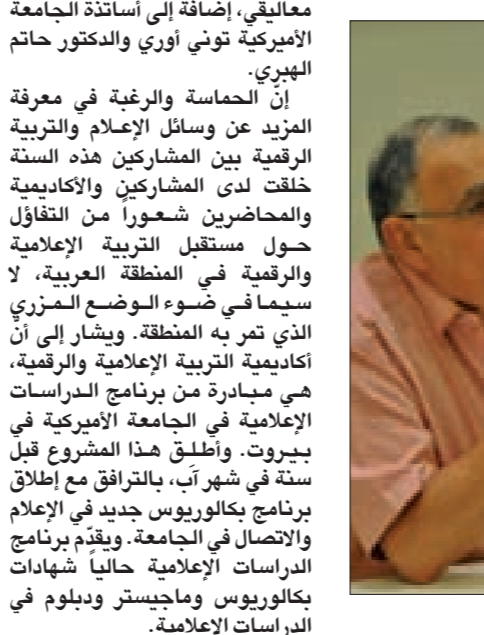 معاليقي، إضافة إلى أساتذة الجامعة
الأميركية توني أوري والدكتور حاتم
الهبري.
إنّ الحماسة والرغبة في معرفة
المزيد عن وسائل الإعلام والتربية
الرقمية بين المشاركين هذه السنة
خلقت لدى المشاركين والأكاديمية
والمحاضرين شعوراً من التفاؤل
حول مستقبل التربية الإعلامية
والرقمية في المنطقة العربية، لا
سيما في ضوء الوضع المزري
الذي تمر به المنطقة. ويشار إلى أن
أكاديمية التربية الإعلامية والرقمية،
هي مبادرة من برنامج الدراسات
الإعلامية في الجامعة الأميركية في
بيروت. وأطلق هذا المشروع قبل
سنة في شهر آب، بالترافق مع إطلاق
برنامج بكالوريوس جديد في الإعلام
والاتصال في الجامعة. ويقدّم برنامج
الدراسات الإعلامية حالياً شهادات
بكالوريوس وماجيستر ودبلوم في
الدراسات الإعلامية.